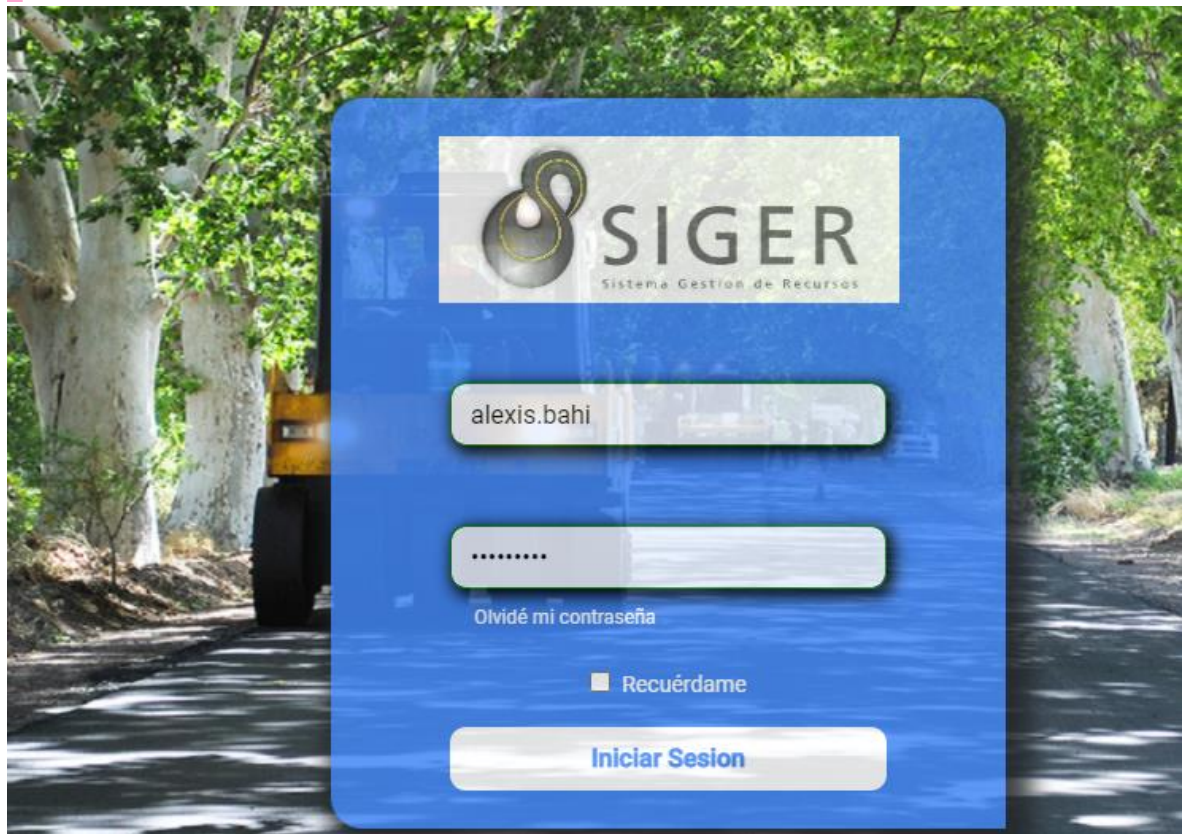 SIGER
Sistema Gestion de Recursos
alexis.bahi
•••••••••
Olvidé mi contraseña
Recuérdame
Iniciar Sesion